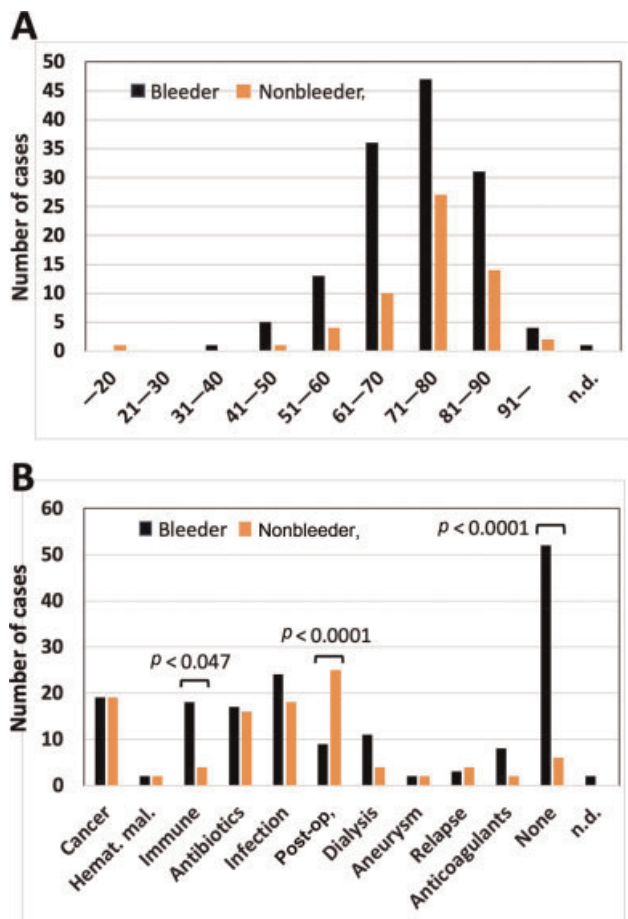 A
50
45
40
35
30
25
20
15
10
5
0
Number of cases
Bleeder Nonbleeder,
—20
21—30
31—40
41—50
51—60
61—70
71—80
81—90
91—
n.d.
B
60
50
40
30
20
10
0
Number of cases
Bleeder Nonbleeder,
p < 0.0001
p < 0.0001
p < 0.047
Cancer
Hemat. mal.
Immune
Antibiotics
Infection
Post-op,
Dialysis
Aneurysm
Relapse
Anticoagulants
None
n.d.